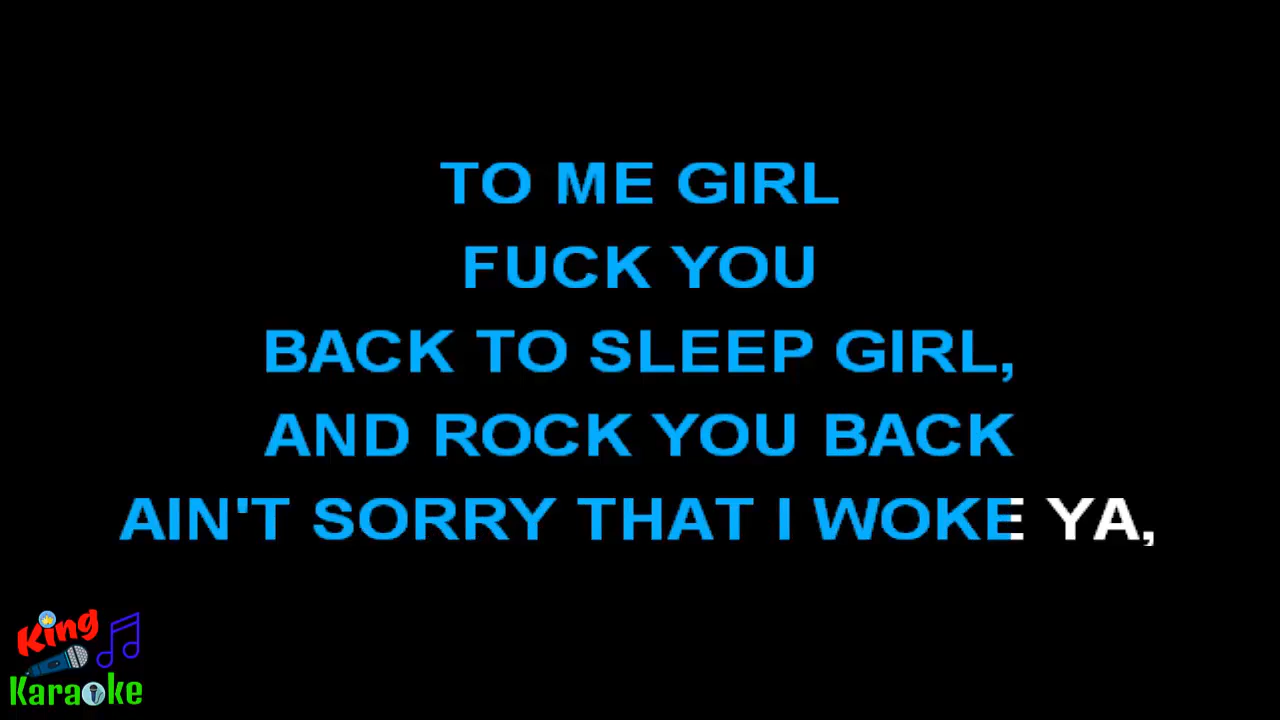 TO ME GIRL
FUCK YOU
BACK TO SLEEP GIRL,
AND ROCK YOU BACK
AIN'T SORRY THAT I WOKE YA,
King
Karaoke